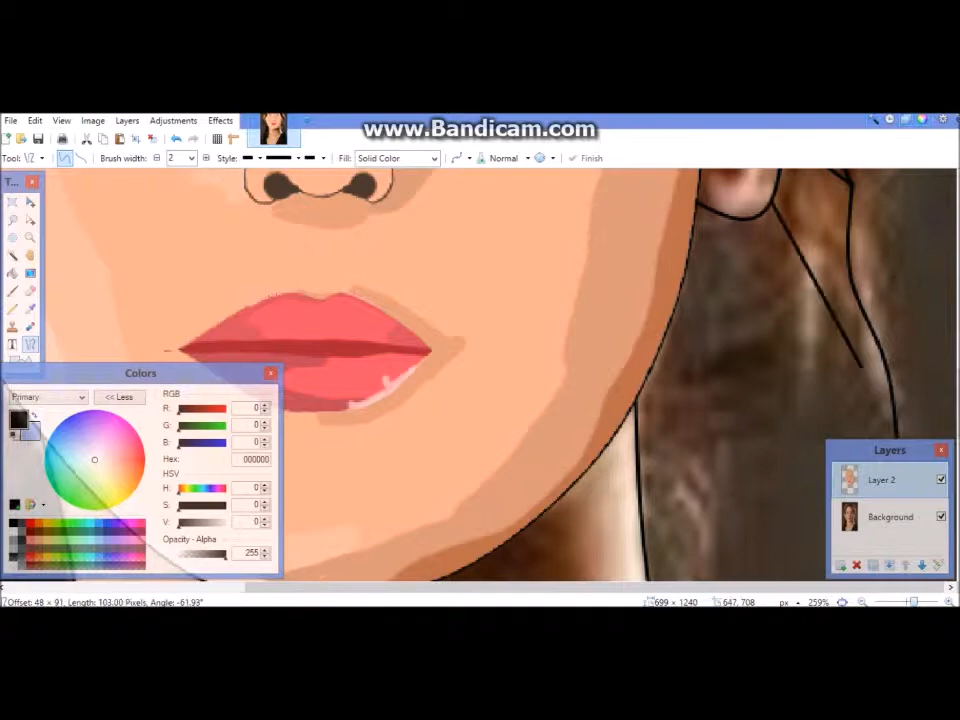 File Edit View Image Layers Adjustments Effects
www.Bandicam.com
Tool: Brush width: 2 Style: Fill: Solid Color Normal Finish
T...
T
Colors
Primary << Less
RGB
R: 0
G: 0
B: 0
Hex: 000000
HSV
H: 0
S: 0
V: 0
Opacity - Alpha
255
Layers
Layer 2
Background
Offset: 48 × 91, Length: 103.00 Pixels, Angle: -61.93° 699 × 1240 647, 708 px 259%